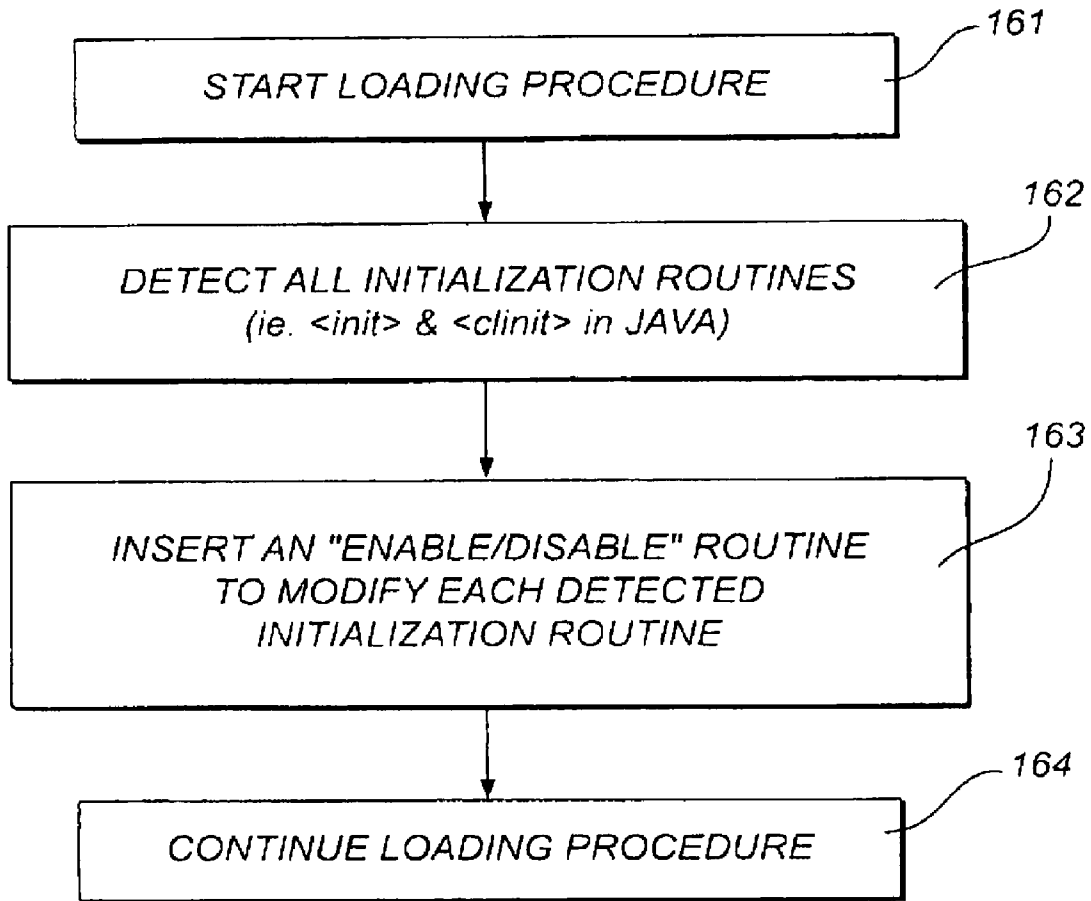 161
START LOADING PROCEDURE
162
DETECT ALL INITIALIZATION ROUTINES
(ie. <init> & <clinit> in JAVA)
163
INSERT AN "ENABLE/DISABLE" ROUTINE
TO MODIFY EACH DETECTED
INITIALIZATION ROUTINE
164
CONTINUE LOADING PROCEDURE